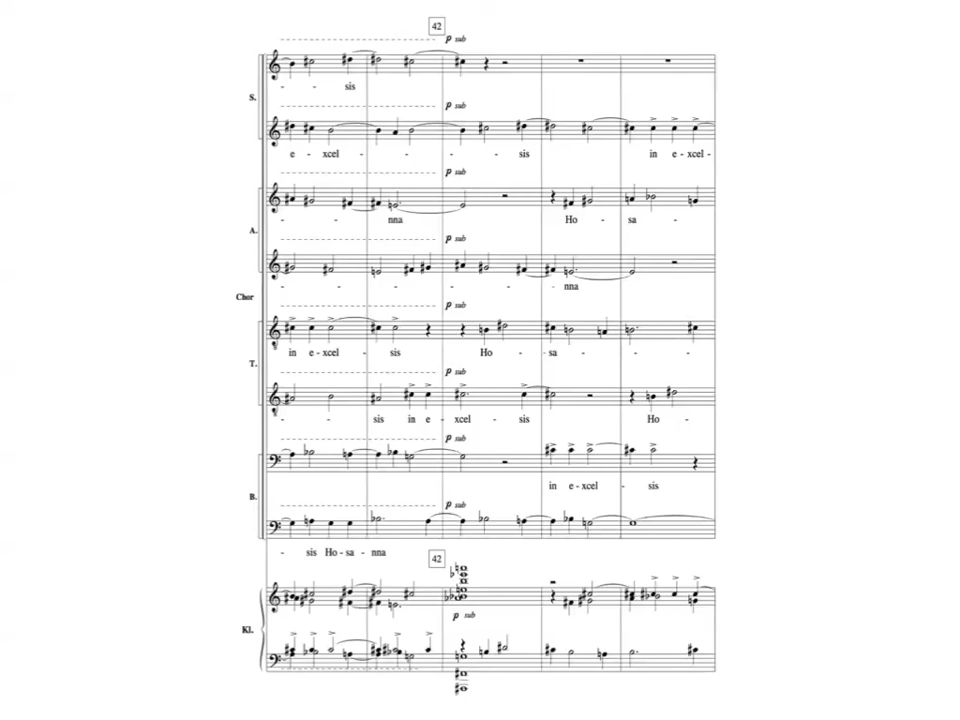 42
p sub
- - sis
S.
p sub
e - xcel - - - - sis in e - xcel -
p sub
- - - nna Ho - sa -
A.
p sub
- - - - - - nna
Chor
p sub
in e - xcel - sis Ho - sa - - -
T.
p sub
- - sis in e - xcel - sis Ho -
p sub
in e - xcel - sis
B.
p sub
- sis Ho - sa - nna
42
p sub
Kl.